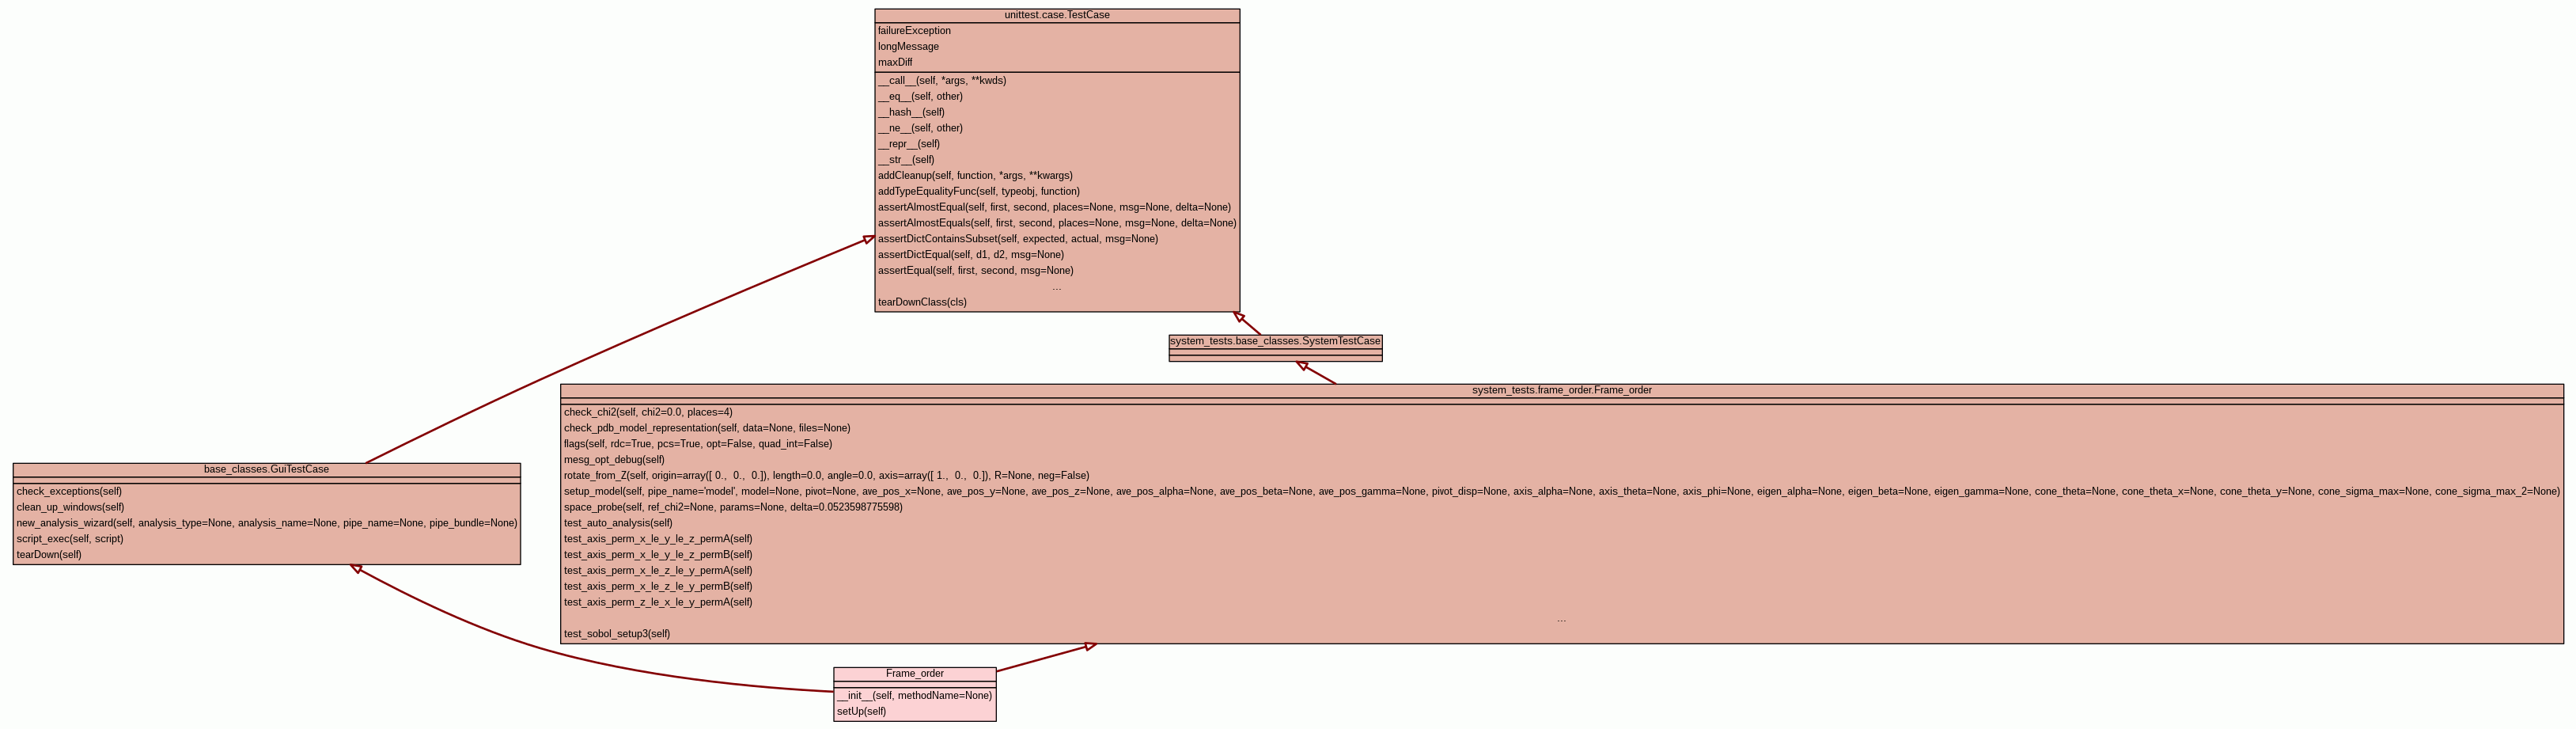 unittest.case.TestCase
failureException
longMessage
maxDiff
__call__(self, *args, **kwds)
__eq__(self, other)
__hash__(self)
__ne__(self, other)
__repr__(self)
__str__(self)
addCleanup(self, function, *args, **kwargs)
addTypeEqualityFunc(self, typeobj, function)
assertAlmostEqual(self, first, second, places=None, msg=None, delta=None)
assertAlmostEquals(self, first, second, places=None, msg=None, delta=None)
assertDictContainsSubset(self, expected, actual, msg=None)
assertDictEqual(self, d1, d2, msg=None)
assertEqual(self, first, second, msg=None)
...
tearDownClass(cls)
system_tests.base_classes.SystemTestCase
system_tests.frame_order.Frame_order
check_chi2(self, chi2=0.0, places=4)
check_pdb_model_representation(self, data=None, files=None)
flags(self, rdc=True, pcs=True, opt=False, quad_int=False)
mesg_opt_debug(self)
rotate_from_Z(self, origin=array([ 0.,  0.,  0.]), length=0.0, angle=0.0, axis=array([ 1.,  0.,  0.]), R=None, neg=False)
setup_model(self, pipe_name='model', model=None, pivot=None, ave_pos_x=None, ave_pos_y=None, ave_pos_z=None, ave_pos_alpha=None, ave_pos_beta=None, ave_pos_gamma=None, pivot_disp=None, axis_alpha=None, axis_theta=None, axis_phi=None, eigen_alpha=None, eigen_beta=None, eigen_gamma=None, cone_theta=None, cone_theta_x=None, cone_theta_y=None, cone_sigma_max=None, cone_sigma_max_2=None)
space_probe(self, ref_chi2=None, params=None, delta=0.0523598775598)
test_auto_analysis(self)
test_axis_perm_x_le_y_le_z_permA(self)
test_axis_perm_x_le_y_le_z_permB(self)
test_axis_perm_x_le_z_le_y_permA(self)
test_axis_perm_x_le_z_le_y_permB(self)
test_axis_perm_z_le_x_le_y_permA(self)
...
test_sobol_setup3(self)
base_classes.GuiTestCase
check_exceptions(self)
clean_up_windows(self)
new_analysis_wizard(self, analysis_type=None, analysis_name=None, pipe_name=None, pipe_bundle=None)
script_exec(self, script)
tearDown(self)
Frame_order
__init__(self, methodName=None)
setUp(self)